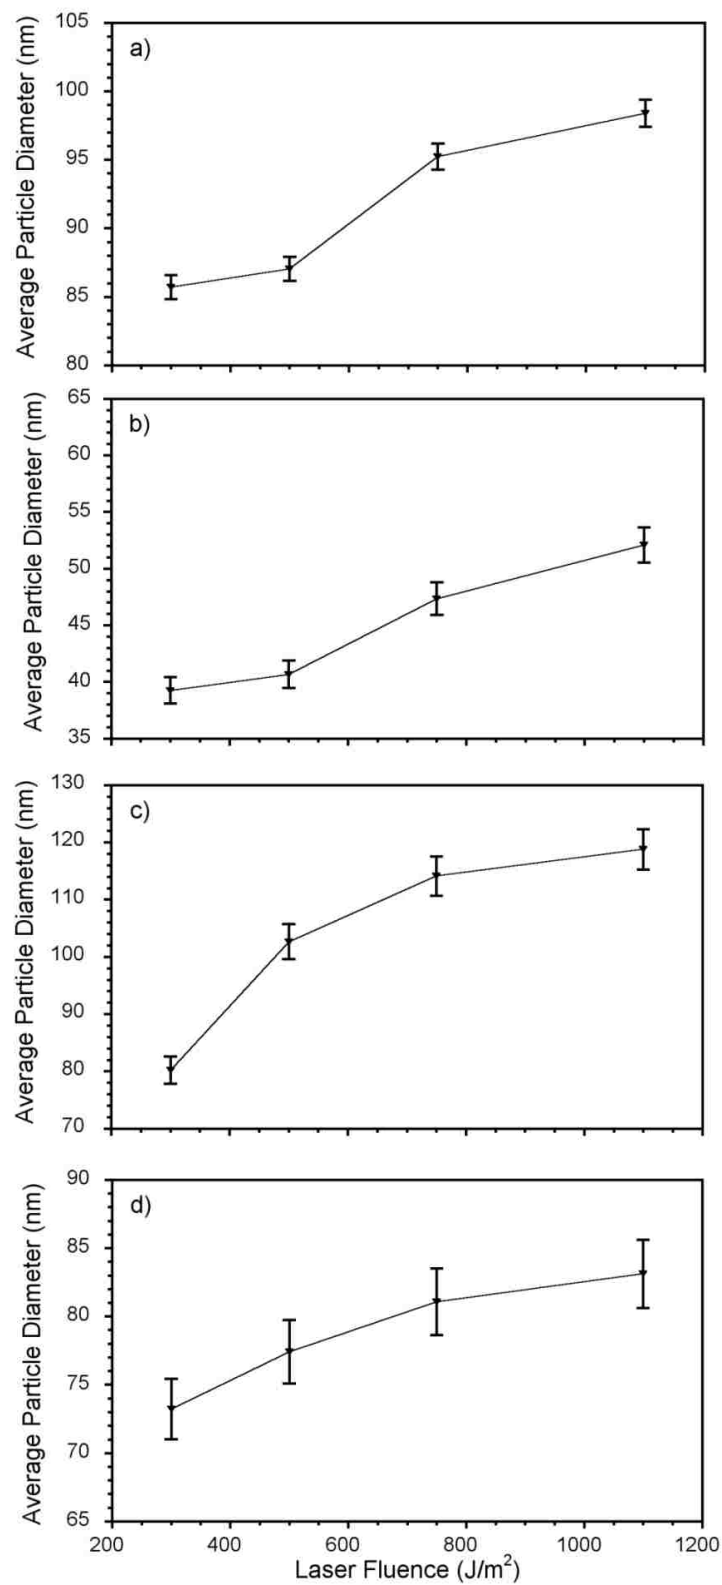 105
a)
100
95
90
85
80
Average Particle Diameter (nm)
65
b)
60
55
50
45
40
35
Average Particle Diameter (nm)
130
c)
120
110
100
90
80
70
Average Particle Diameter (nm)
90
d)
85
80
75
70
65
Average Particle Diameter (nm)
200 400 600 800 1000 1200
Laser Fluence (J/m²)